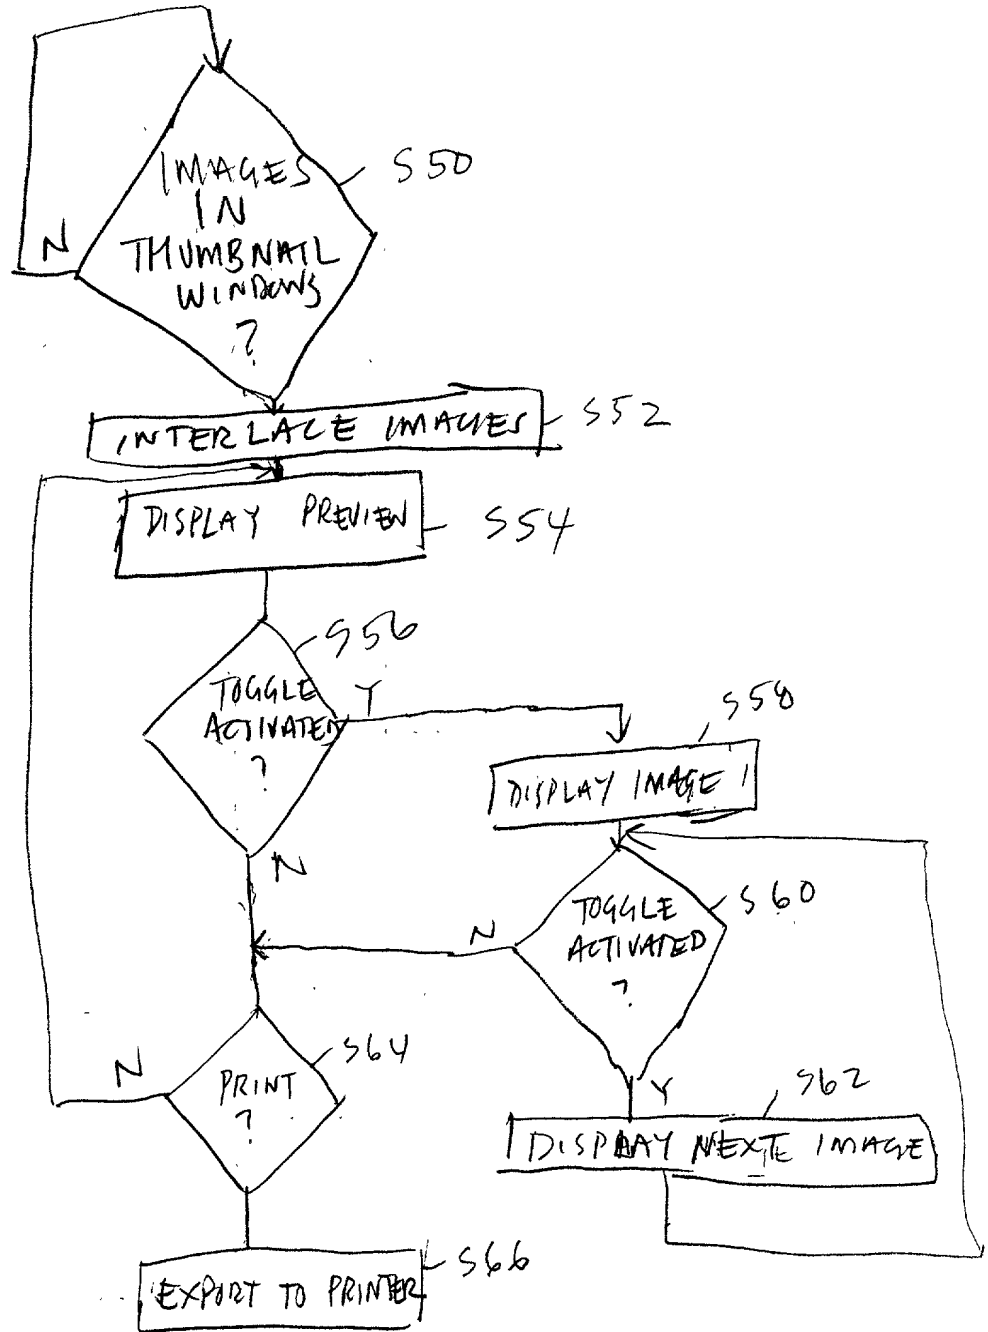 IMAGES
IN
THUMBNAIL
WINDOWS
?
S50
N
INTERLACE IMAGES
S52
DISPLAY PREVIEW
S54
S56
TOGGLE
ACTIVATED
?
Y
N
S58
DISPLAY IMAGE 1
S60
TOGGLE
ACTIVATED
?
N
Y
S62
DISPLAY NEXT IMAGE
S64
PRINT
?
N
S66
EXPORT TO PRINTER